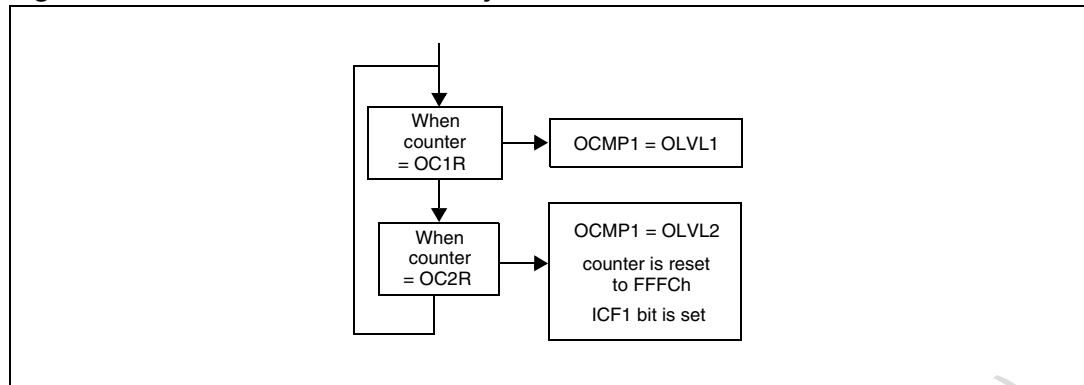 When
counter
= OC1R
OCMP1 = OLVL1
When
counter
= OC2R
OCMP1 = OLVL2
counter is reset
to FFFCh
ICF1 bit is set